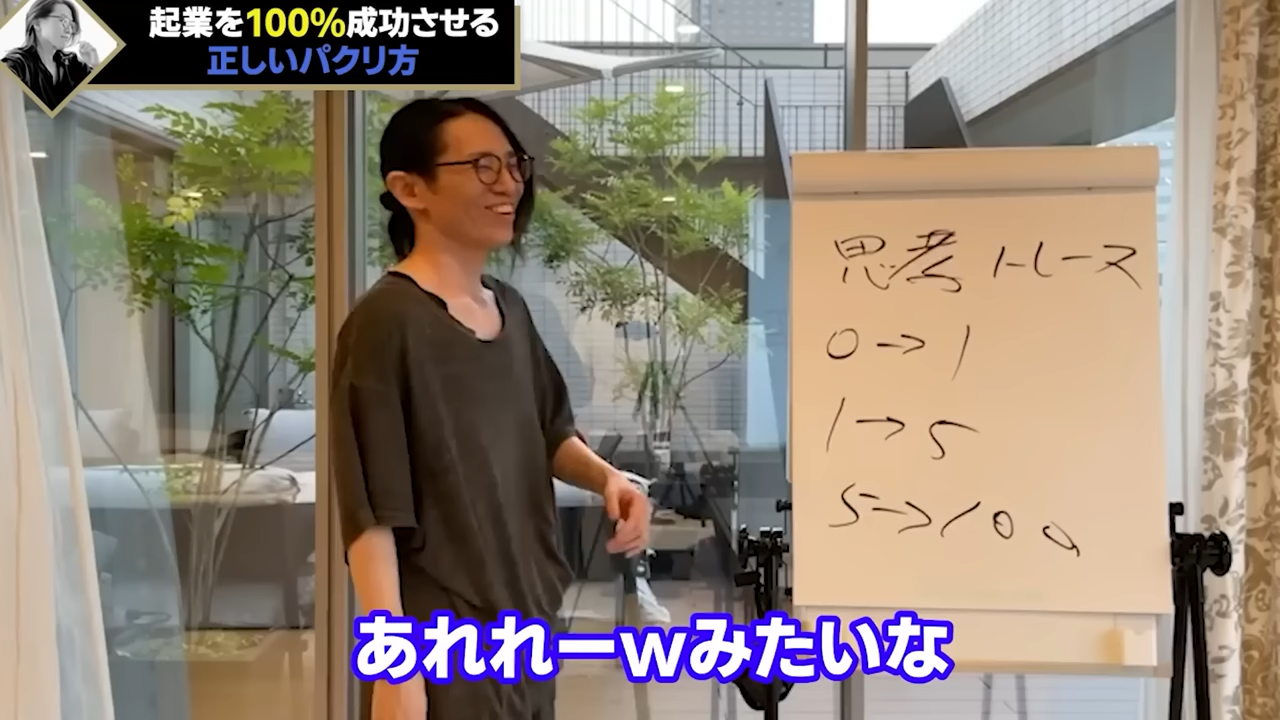 起業を100%成功させる
正しいパクリ方
思考 トレース
0→1
1→5
5→100
あれれーwみたいな